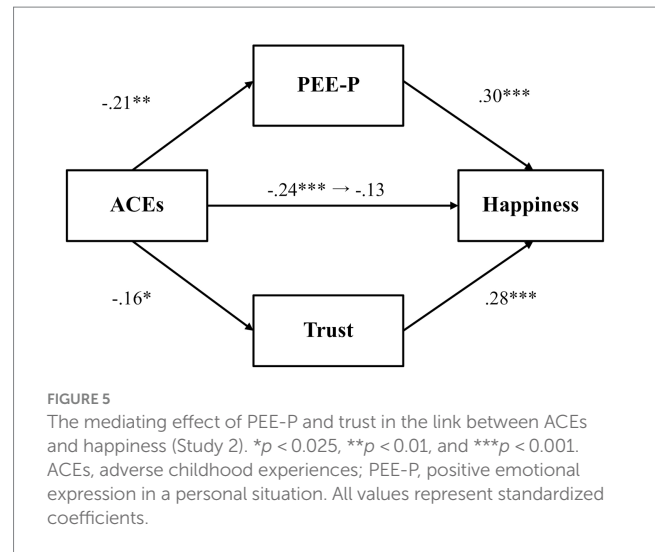 PEE-P
-.21**
.30***
ACEs
-.24*** → -.13
Happiness
-.16*
.28***
Trust
FIGURE 5
The mediating effect of PEE-P and trust in the link between ACEs
and happiness (Study 2). *p < 0.025, **p < 0.01, and ***p < 0.001.
ACEs, adverse childhood experiences; PEE-P, positive emotional
expression in a personal situation. All values represent standardized
coefficients.